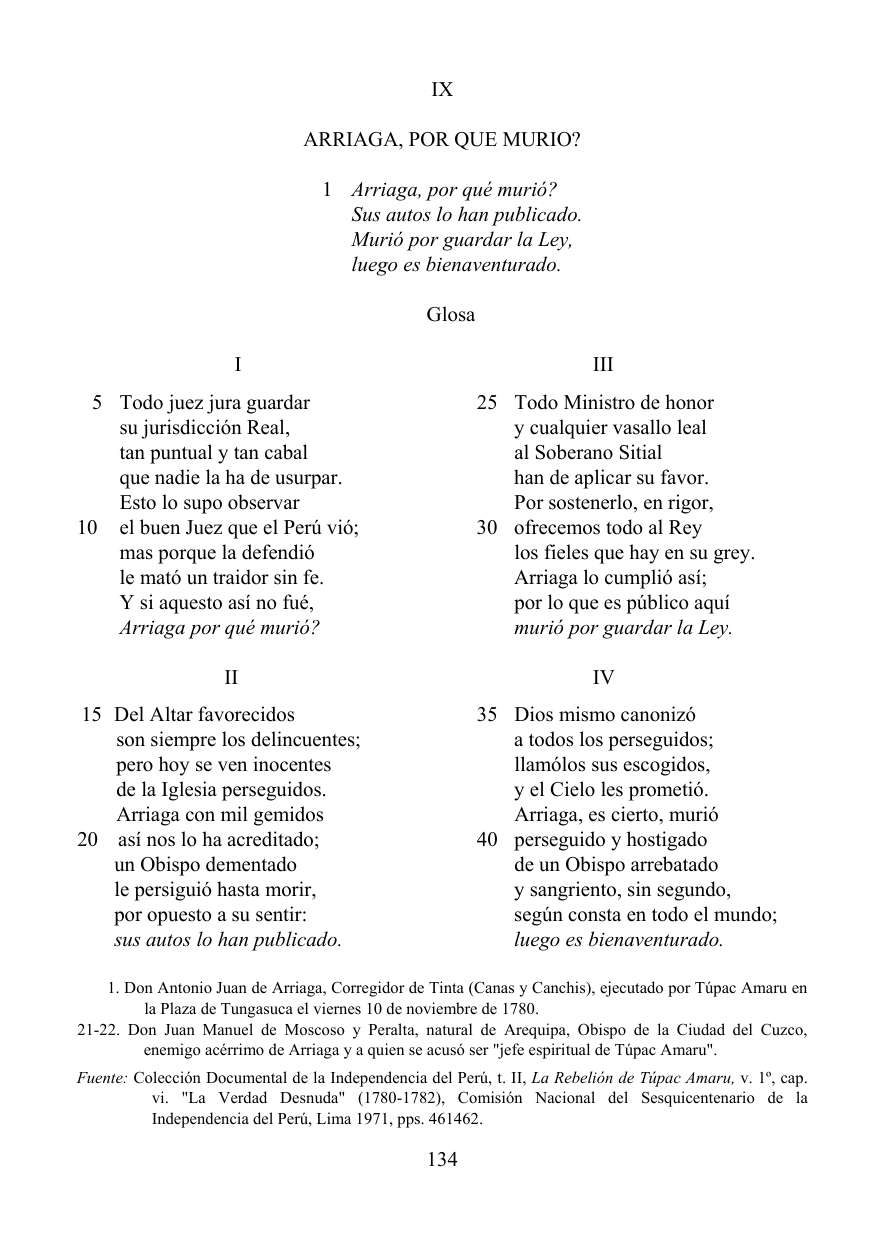 IX
ARRIAGA, POR QUE MURIO?
1 Arriaga, por qué murió?
Sus autos lo han publicado.
Murió por guardar la Ley,
luego es bienaventurado.
Glosa
I
5 Todo juez jura guardar
su jurisdicción Real,
tan puntual y tan cabal
que nadie la ha de usurpar.
Esto lo supo observar
10 el buen Juez que el Perú vió;
mas porque la defendió
le mató un traidor sin fe.
Y si aquesto así no fué,
Arriaga por qué murió?
II
15 Del Altar favorecidos
son siempre los delincuentes;
pero hoy se ven inocentes
de la Iglesia perseguidos.
Arriaga con mil gemidos
20 así nos lo ha acreditado;
un Obispo dementado
le persiguió hasta morir,
por opuesto a su sentir:
sus autos lo han publicado.
III
25 Todo Ministro de honor
y cualquier vasallo leal
al Soberano Sitial
han de aplicar su favor.
Por sostenerlo, en rigor,
30 ofrecemos todo al Rey
los fieles que hay en su grey.
Arriaga lo cumplió así;
por lo que es público aquí
murió por guardar la Ley.
IV
35 Dios mismo canonizó
a todos los perseguidos;
llamólos sus escogidos,
y el Cielo les prometió.
Arriaga, es cierto, murió
40 perseguido y hostigado
de un Obispo arrebatado
y sangriento, sin segundo,
según consta en todo el mundo;
luego es bienaventurado.
1. Don Antonio Juan de Arriaga, Corregidor de Tinta (Canas y Canchis), ejecutado por Túpac Amaru en
la Plaza de Tungasuca el viernes 10 de noviembre de 1780.
21-22. Don Juan Manuel de Moscoso y Peralta, natural de Arequipa, Obispo de la Ciudad del Cuzco,
enemigo acérrimo de Arriaga y a quien se acusó ser "jefe espiritual de Túpac Amaru".
Fuente: Colección Documental de la Independencia del Perú, t. II, La Rebelión de Túpac Amaru, v. 1º, cap.
vi. "La Verdad Desnuda" (1780-1782), Comisión Nacional del Sesquicentenario de la
Independencia del Perú, Lima 1971, pps. 461462.
134